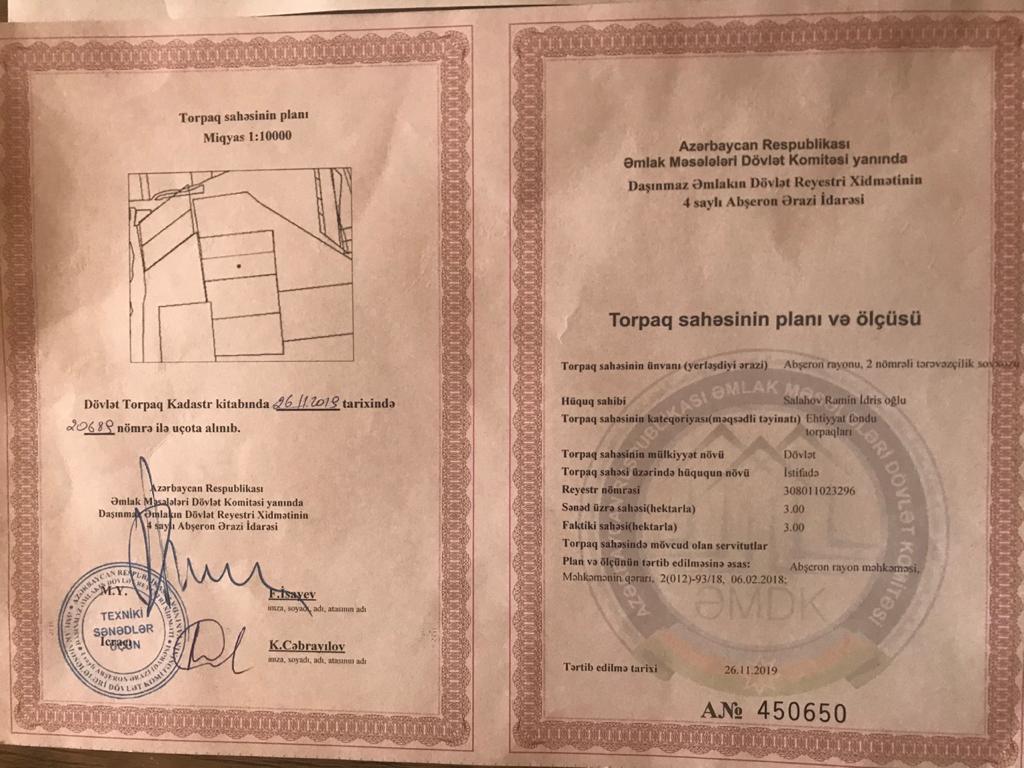 Torpaq sahəsinin planı
Miqyas 1:10000
Dövlət Torpaq Kadastr kitabında 26.11.2019 tarixində
20689 nömrə ilə uçota alınıb.
Azərbaycan Respublikası
Əmlak Məsələləri Dövlət Komitəsi yanında
Daşınmaz Əmlakın Dövlət Reyestri Xidmətinin
4 saylı Abşeron Ərazi İdarəsi
M.Y.
TEXNİKİ
SƏNƏDLƏR
ÜÇÜN
İcraçı
F.İsayev
imza, soyadı, adı, atasının adı
K.Cəbrayılov
imza, soyadı, adı, atasının adı
Azərbaycan Respublikası
Əmlak Məsələləri Dövlət Komitəsi yanında
Daşınmaz Əmlakın Dövlət Reyestri Xidmətinin
4 saylı Abşeron Ərazi İdarəsi
Torpaq sahəsinin planı və ölçüsü
Torpaq sahəsinin ünvanı (yerləşdiyi ərazi) Abşeron rayonu, 2 nömrəli tərəvəzçilik sovxozu
Hüquq sahibi Salahov Ramin İdris oğlu
Torpaq sahəsinin kateqoriyası(məqsədli təyinatı) Ehtiyyat fondu
torpaqları
Torpaq sahəsinin mülkiyyət növü Dövlət
Torpaq sahəsi üzərində hüququn növü İstifadə
Reyestr nömrəsi 308011023296
Sənəd üzrə sahəsi(hektarla) 3.00
Faktiki sahəsi(hektarla) 3.00
Torpaq sahəsində mövcud olan servitutlar
Plan və ölçünün tərtib edilməsinə əsas: Abşeron rayon məhkəməsi,
Məhkəmənin qərarı, 2(012)-93/18, 06.02.2018;
ƏMDK
Tərtib edilmə tarixi 26.11.2019
A№ 450650